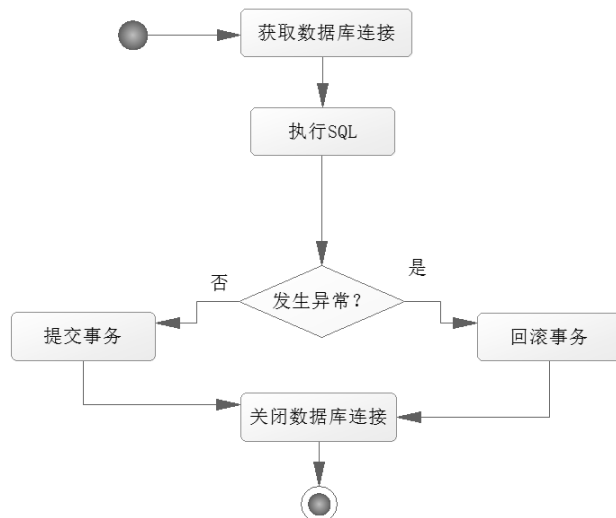 获取数据库连接
执行SQL
否
是
发生异常?
提交事务
回滚事务
关闭数据库连接